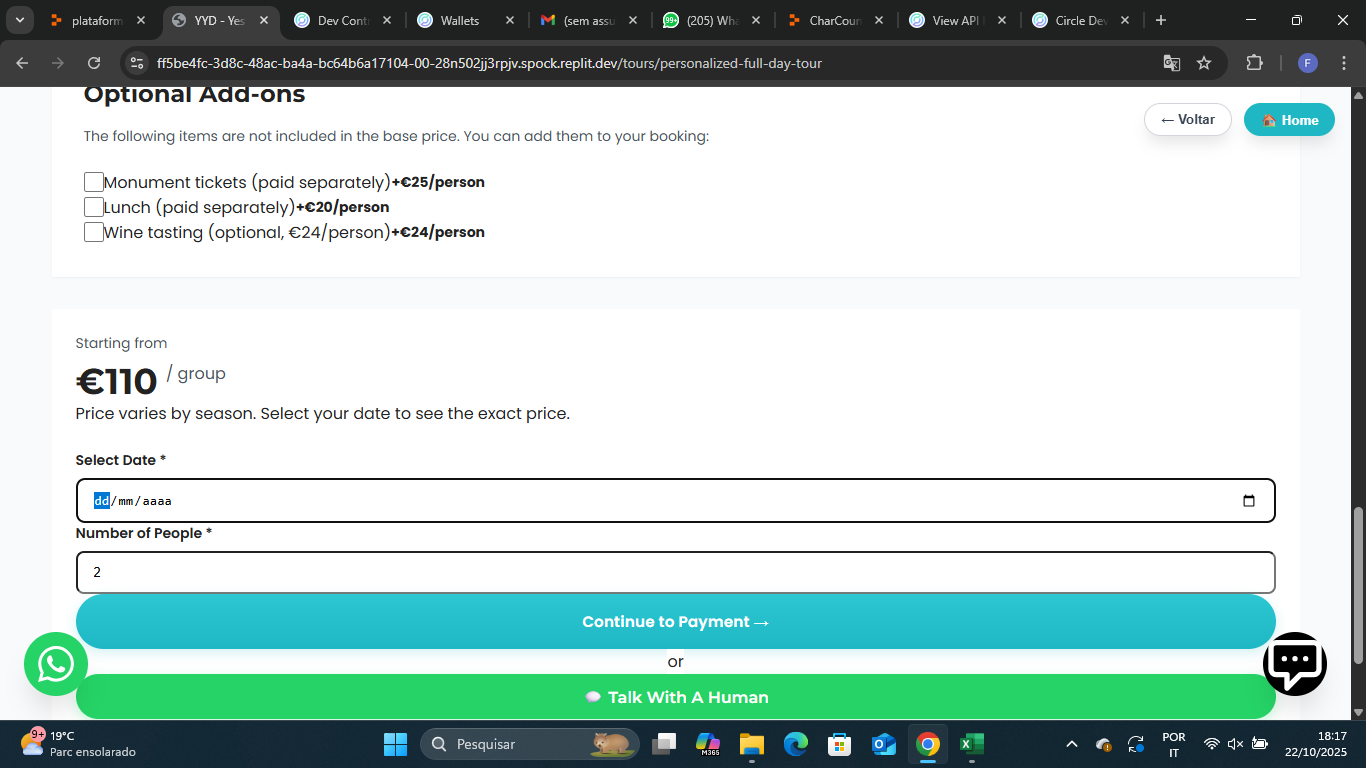 plataform
YYD - Yes
Dev Cont
Wallets
(sem assu
(205) Wha
CharCoun
View API
Circle Dev
ff5be4fc-3d8c-48ac-ba4a-bc64b6a17104-00-28n502jj3rpjv.spock.replit.dev/tours/personalized-full-day-tour
F
Optional Add-ons
← Voltar
Home
The following items are not included in the base price. You can add them to your booking:
Monument tickets (paid separately)+€25/person
Lunch (paid separately)+€20/person
Wine tasting (optional, €24/person)+€24/person
Starting from
€110 / group
Price varies by season. Select your date to see the exact price.
Select Date *
dd/mm/aaaa
Number of People *
2
Continue to Payment →
or
Talk With A Human
9+
19°C
Parc ensolarado
Pesquisar
M365
POR
IT
18:17
22/10/2025